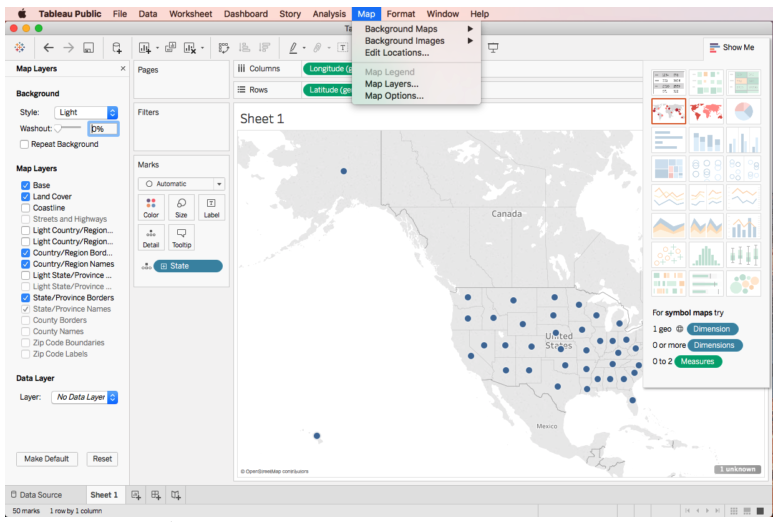 Tableau Public File Data Worksheet Dashboard Story Analysis Map Format Window Help
Background Maps
Background Images
Edit Locations...
Map Legend
Map Layers...
Map Options...
Show Me
Map Layers ×
Background
Style: Light
Washout: 0%
Repeat Background
Map Layers
Base
Land Cover
Coastline
Streets and Highways
Light Country/Region...
Light Country/Region...
Country/Region Bord...
Country/Region Names
Light State/Province ...
Light State/Province ...
State/Province Borders
State/Province Names
County Borders
County Names
Zip Code Boundaries
Zip Code Labels
Data Layer
Layer: No Data Layer
Make Default Reset
Pages
Filters
Marks
Automatic
Color Size Label
Detail Tooltip
State
Columns Longitude
Rows Latitude
Sheet 1
Canada
United
States
Mexico
© OpenStreetMap contributors
1 unknown
For symbol maps try
1 geo Dimension
0 or more Dimensions
0 to 2 Measures
Data Source Sheet 1
50 marks 1 row by 1 column